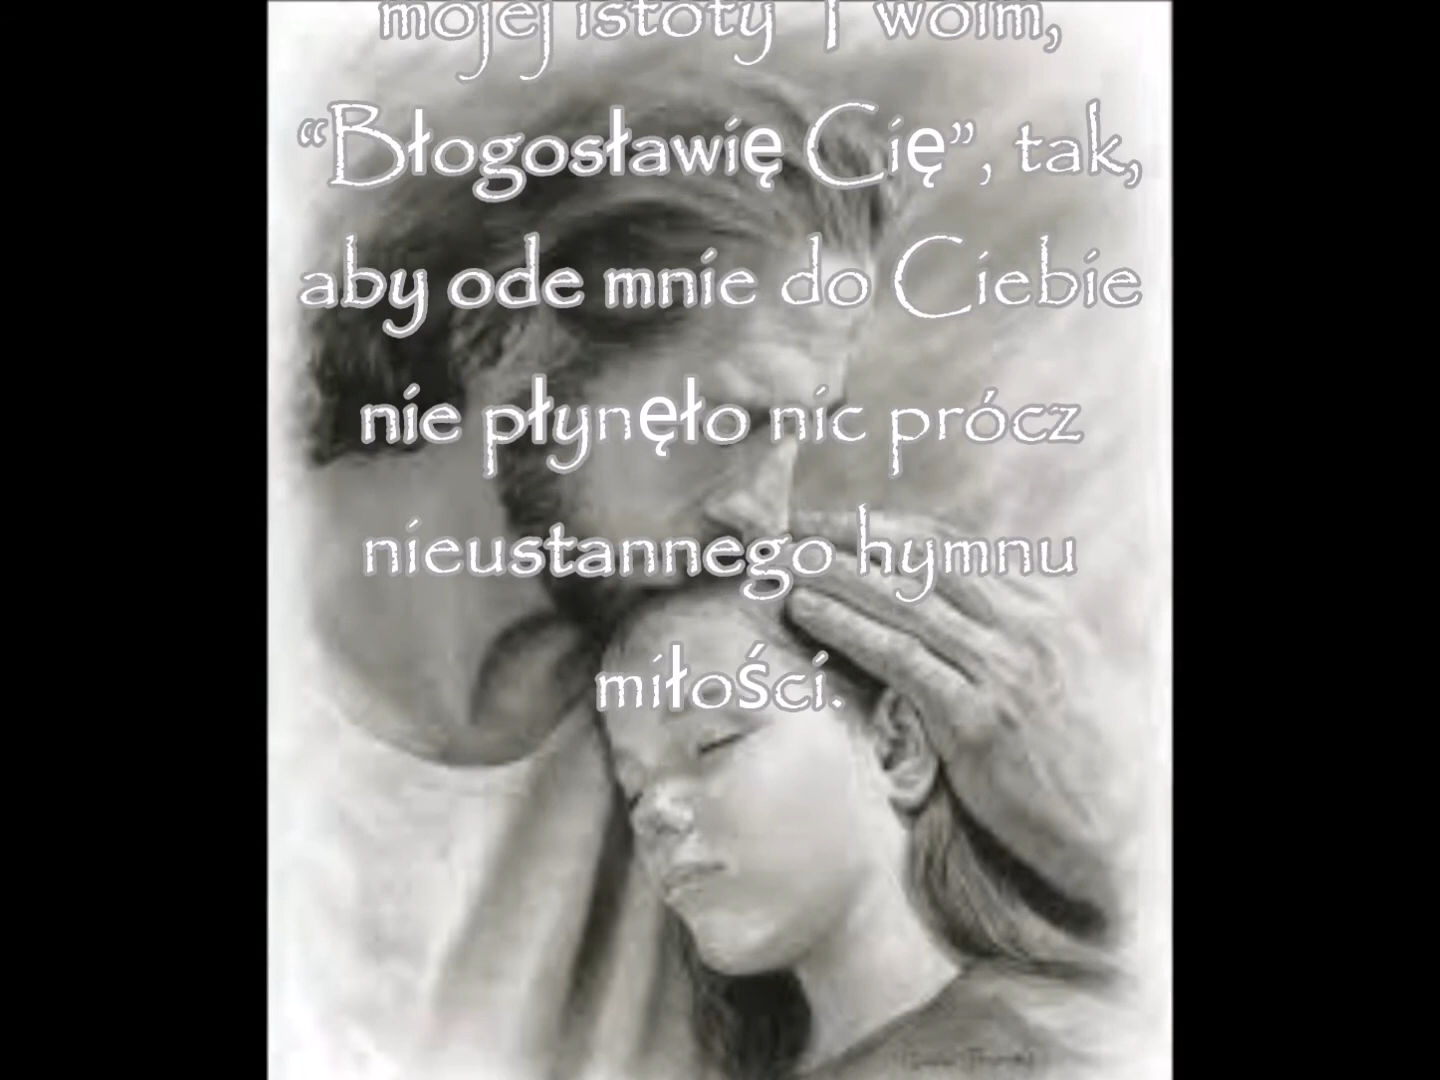 mojej istoty Twoim,
“Błogosławię Cię”, tak,
aby ode mnie do Ciebie
nie płynęło nic prócz
nieustannego hymnu
miłości.